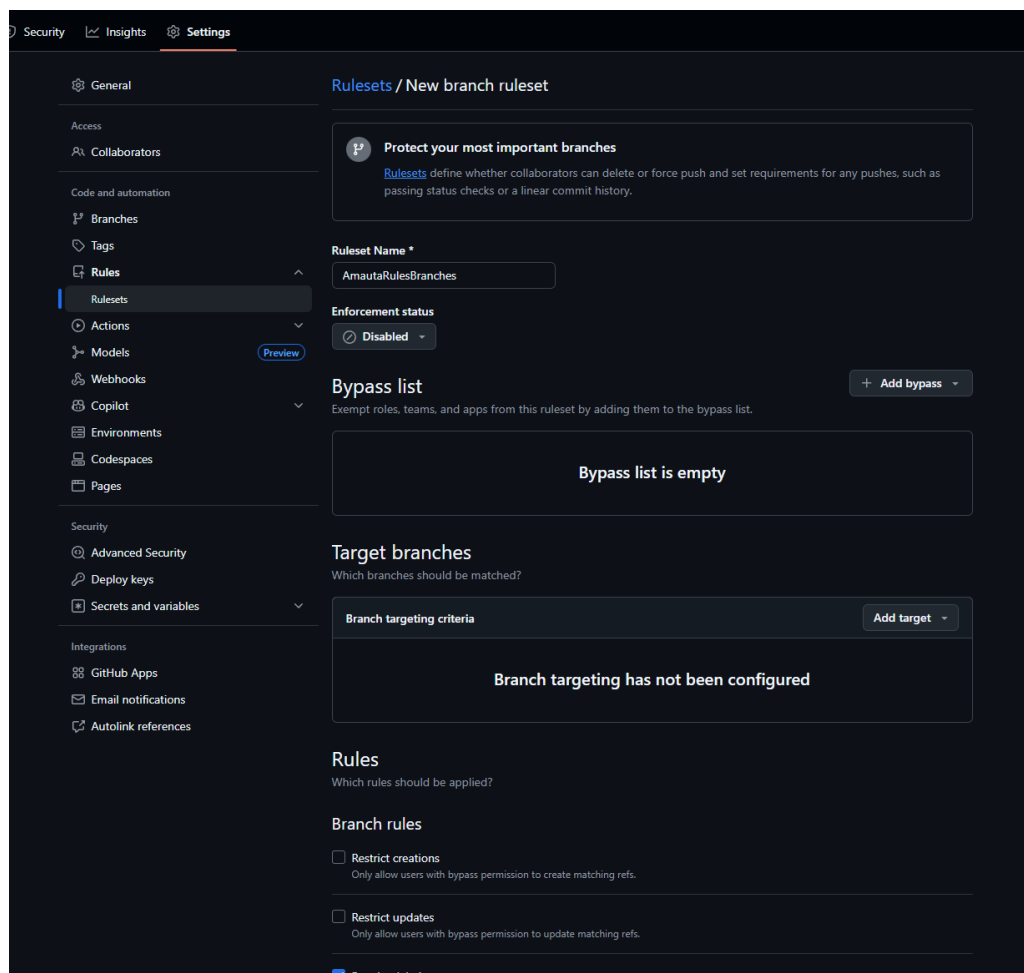 Security
Insights
Settings
General
Access
Collaborators
Code and automation
Branches
Tags
Rules
Rulesets
Actions
Models
Preview
Webhooks
Copilot
Environments
Codespaces
Pages
Security
Advanced Security
Deploy keys
Secrets and variables
Integrations
GitHub Apps
Email notifications
Autolink references
Rulesets / New branch ruleset
Protect your most important branches
Rulesets define whether collaborators can delete or force push and set requirements for any pushes, such as
passing status checks or a linear commit history.
Ruleset Name *
AmautaRulesBranches
Enforcement status
Disabled
Bypass list
Add bypass
Exempt roles, teams, and apps from this ruleset by adding them to the bypass list.
Bypass list is empty
Target branches
Which branches should be matched?
Branch targeting criteria
Add target
Branch targeting has not been configured
Rules
Which rules should be applied?
Branch rules
Restrict creations
Only allow users with bypass permission to create matching refs.
Restrict updates
Only allow users with bypass permission to update matching refs.